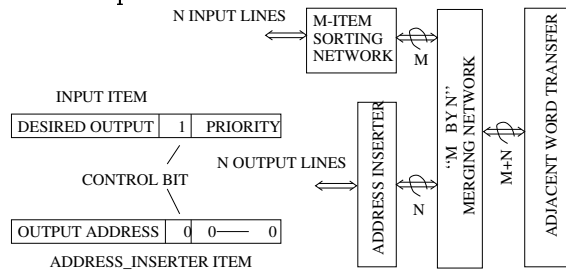 N INPUT LINES
M-ITEM
SORTING
NETWORK
M
INPUT ITEM
DESIRED OUTPUT 1 PRIORITY
CONTROL BIT
OUTPUT ADDRESS 0 0 0
ADDRESS_INSERTER ITEM
N OUTPUT LINES
ADDRESS INSERTER
N
"M BY N"
MERGING NETWORK
M+N
ADJACENT WORD TRANSFER